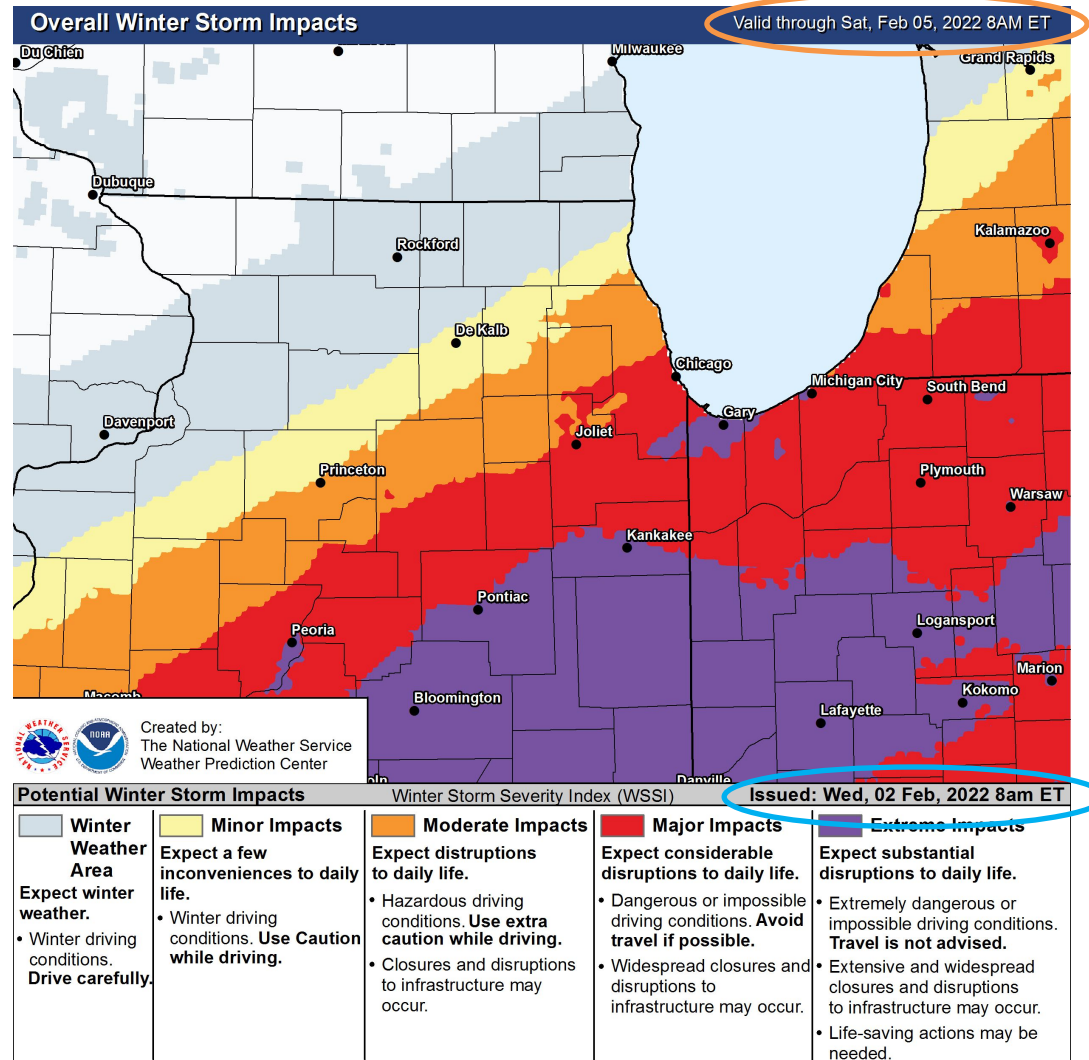 Overall Winter Storm Impacts
Valid through Sat, Feb 05, 2022 8AM ET
Du Chien
Milwaukee
Grand Rapids
Dubuque
Rockford
Kalamazoo
De Kalb
Chicago
Michigan City
South Bend
Davenport
Gary
Joliet
Princeton
Plymouth
Warsaw
Kankakee
Pontiac
Peoria
Logansport
Marion
Macomb
Bloomington
Kokomo
Lafayette
NATIONAL WEATHER SERVICE
NOAA
Created by:
The National Weather Service
Weather Prediction Center
oln
Danville
Potential Winter Storm Impacts
Winter Storm Severity Index (WSSI)
Issued: Wed, 02 Feb, 2022 8am ET
Winter
Weather
Area
Expect winter
weather.
• Winter driving
conditions.
Drive carefully.
Minor Impacts
Expect a few
inconveniences to daily
life.
• Winter driving
conditions. Use Caution
while driving.
Moderate Impacts
Expect distruptions
to daily life.
• Hazardous driving
conditions. Use extra
caution while driving.
• Closures and disruptions
to infrastructure may
occur.
Major Impacts
Expect considerable
disruptions to daily life.
• Dangerous or impossible
driving conditions. Avoid
travel if possible.
• Widespread closures and
disruptions to
infrastructure may occur.
Extreme Impacts
Expect substantial
disruptions to daily life.
• Extremely dangerous or
impossible driving conditions.
Travel is not advised.
• Extensive and widespread
closures and disruptions
to infrastructure may occur.
• Life-saving actions may be
needed.